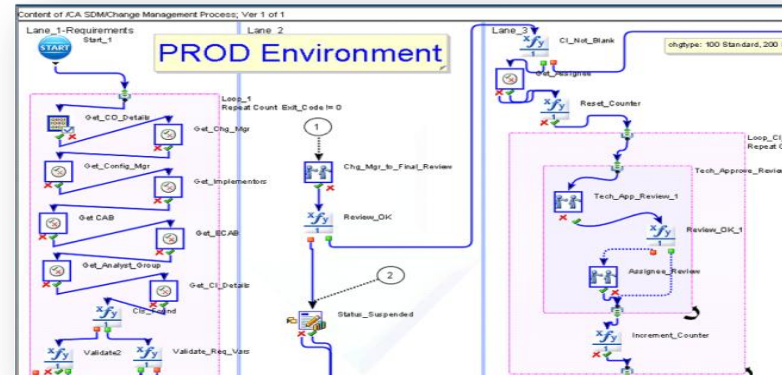 Content of /CA SDM/Change Management Process; Ver 1 of 1
Lane_1-Requirements
START
Start_1
Lane_2
PROD Environment
Lane_3
CI_Not_Blank
chgtype: 100 Standard, 200
Get_Assignee
Loop_1
Repeat Count Exit_Code != 0
Reset_Counter
Get_CO_Details
Get_Chg_Mgr
1
Get_Config_Mgr
Get_Implementors
Chg_Mgr_to_Final_Review
Loop_CI_
Repeat C
Tech_Approve_Review
Tech_App_Review_1
Get CAB
Get_ECAB
Review_OK
Review_OK_1
Get_Analyst_Group
Get_CI_Details
2
Assignee_Review
CIs_Found
Status_Suspended
Increment_Counter
Validate2
Validate_Req_Vars